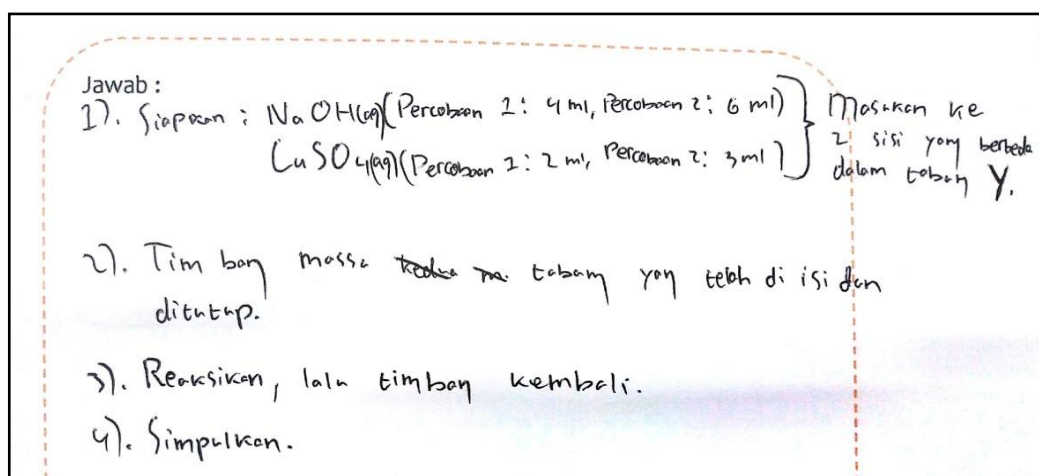 Jawab :
1). Siapkan : NaOH(aq) (Percobaan 1: 4 ml, Percobaan 2: 6 ml) } Masukan ke
CuSO4(aq) (Percobaan 1: 2 ml, Percobaan 2: 3 ml) 2 sisi yang berbeda
dalam tabung Y.
2). Timbang massa tabung yang telah di isi dan
ditutup.
3). Reaksikan, lalu timbang kembali.
4). Simpulkan.